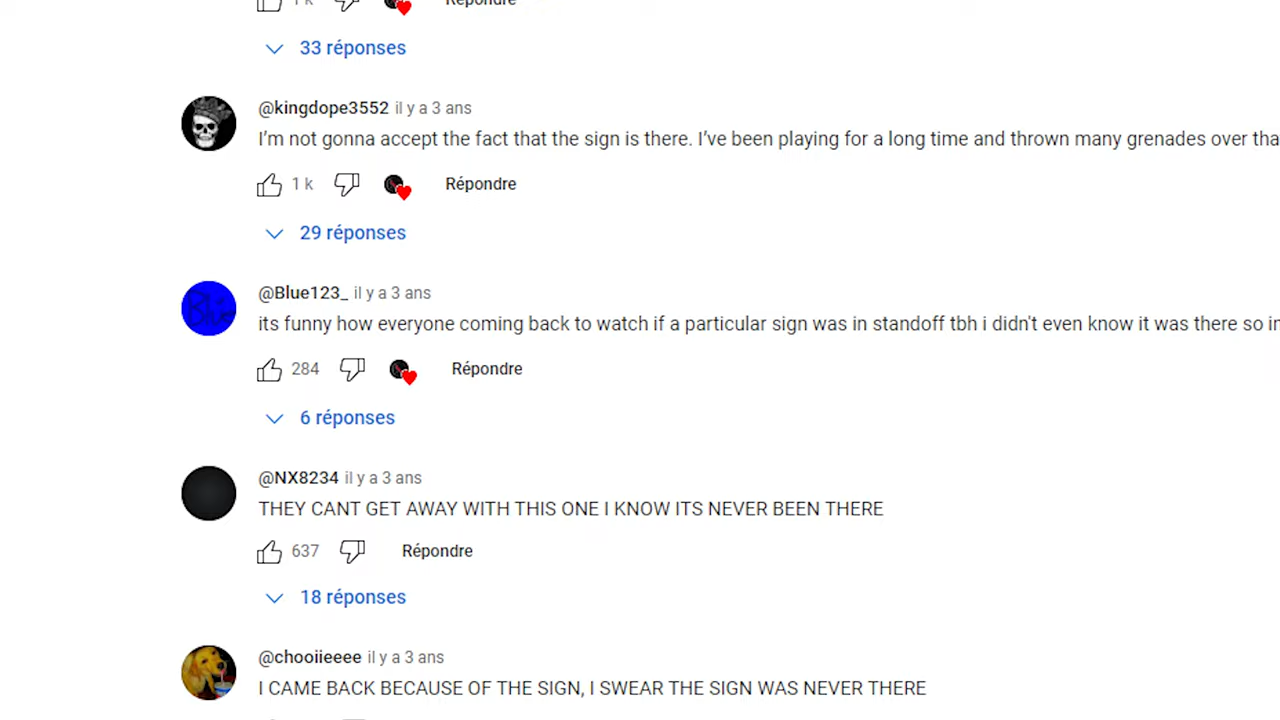 1 k Répondre
33 réponses
@kingdope3552 il y a 3 ans
I’m not gonna accept the fact that the sign is there. I’ve been playing for a long time and thrown many grenades over tha
1 k Répondre
29 réponses
@Blue123_ il y a 3 ans
its funny how everyone coming back to watch if a particular sign was in standoff tbh i didn't even know it was there so in
284 Répondre
6 réponses
@NX8234 il y a 3 ans
THEY CANT GET AWAY WITH THIS ONE I KNOW ITS NEVER BEEN THERE
637 Répondre
18 réponses
@chooiieeee il y a 3 ans
I CAME BACK BECAUSE OF THE SIGN, I SWEAR THE SIGN WAS NEVER THERE